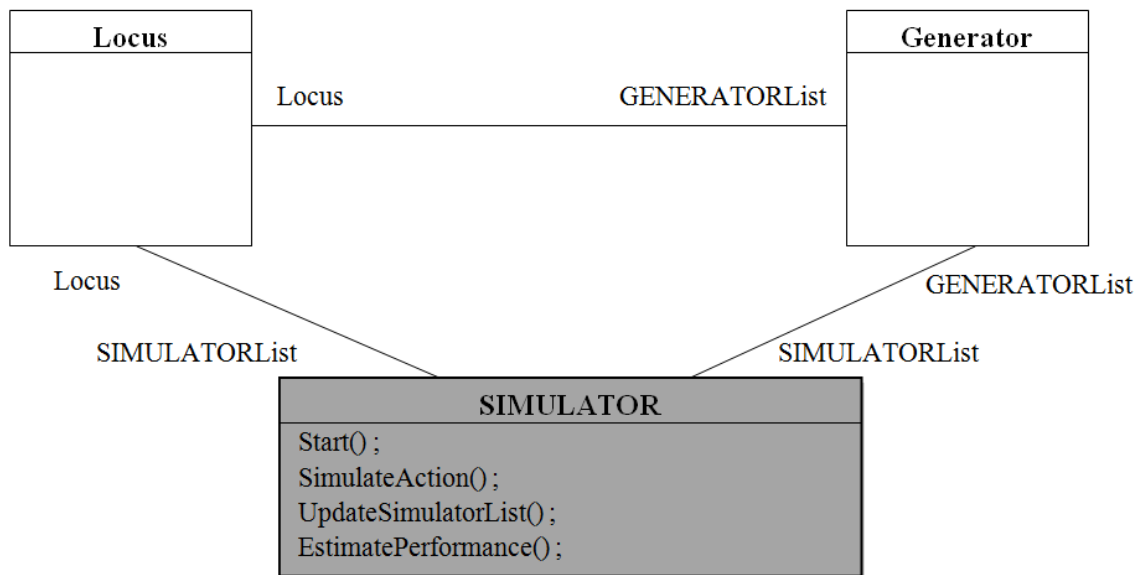 Locus
Generator
Locus
GENERATORList
Locus
GENERATORList
SIMULATORList
SIMULATORList
SIMULATOR
Start() ;
SimulateAction() ;
UpdateSimulatorList() ;
EstimatePerformance() ;